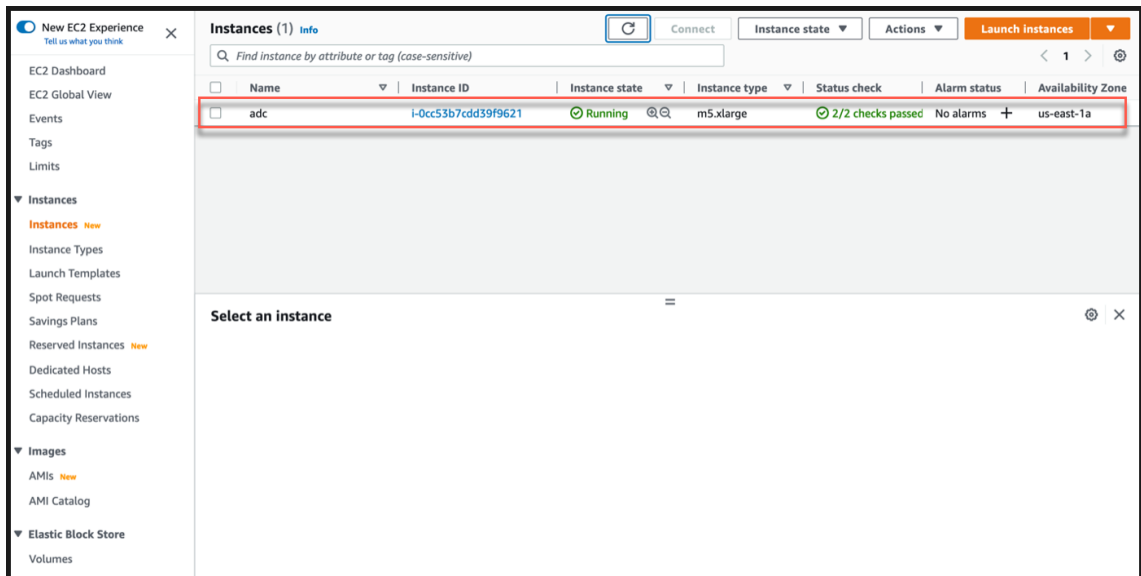 New EC2 Experience
Tell us what you think
EC2 Dashboard
EC2 Global View
Events
Tags
Limits
Instances
Instances New
Instance Types
Launch Templates
Spot Requests
Savings Plans
Reserved Instances New
Dedicated Hosts
Scheduled Instances
Capacity Reservations
Images
AMIs New
AMI Catalog
Elastic Block Store
Volumes
Instances (1) Info
Connect
Instance state
Actions
Launch instances
Find instance by attribute or tag (case-sensitive)
1
Name Instance ID Instance state Instance type Status check Alarm status Availability Zone
adc i-0cc53b7cdd39f9621 Running m5.xlarge 2/2 checks passed No alarms + us-east-1a
Select an instance